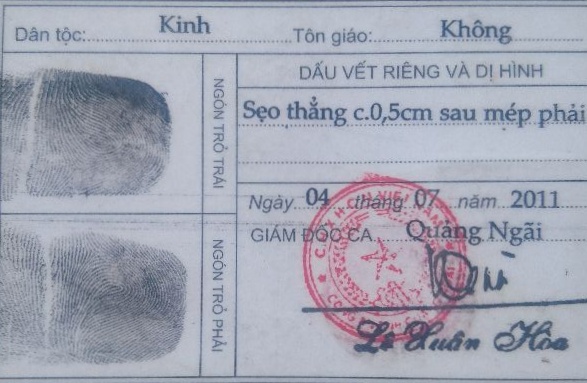 Dân tộc: Kinh Tôn giáo: Không
NGÓN TRỎ TRÁI
DẤU VẾT RIÊNG VÀ DỊ HÌNH
Sẹo thẳng c.0,5cm sau mép phải
Ngày 04 tháng 07 năm 2011
GIÁM ĐỐC CA Quảng Ngãi
NGÓN TRỎ PHẢI
Lê Xuân Hòa